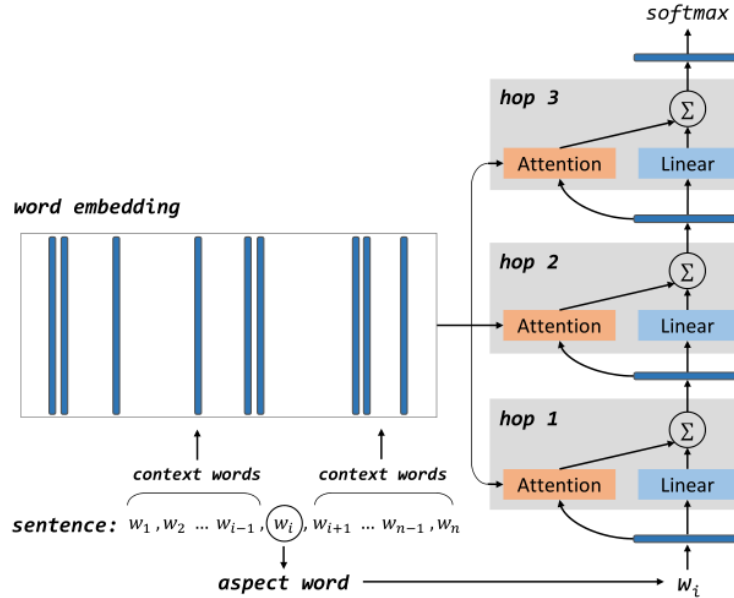 softmax
hop 3
Σ
Attention
Linear
word embedding
hop 2
Σ
Attention
Linear
hop 1
Σ
Attention
Linear
context words
context words
sentence: w₁ , w₂ … wᵢ₋₁ , wᵢ , wᵢ₊₁ … wₙ₋₁ , wₙ
aspect word
wᵢ